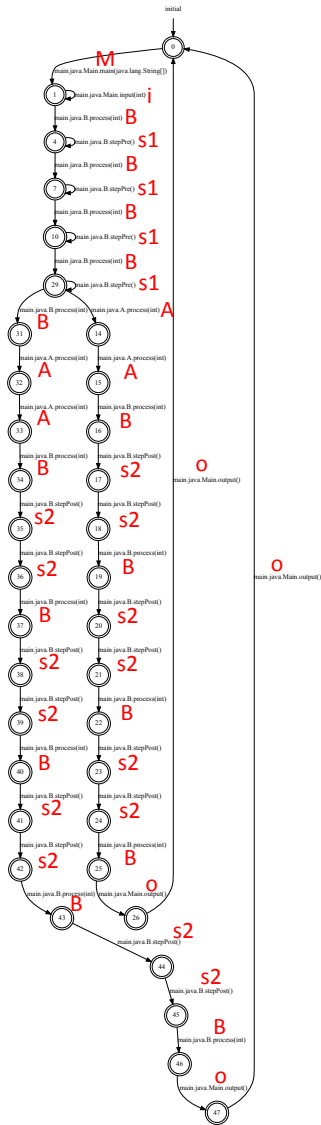 initial
0
M
main.java.Main.main(java.lang.String[])
1 main.java.Main.input(int) i
main.java.B.process(int) B
4 main.java.B.stepPre() s1
main.java.B.process(int) B
7 main.java.B.stepPre() s1
main.java.B.process(int) B
10 main.java.B.stepPre() s1
main.java.B.process(int) B
29 main.java.B.stepPre() s1
main.java.B.process(int) B main.java.A.process(int) A
31 14
main.java.A.process(int) A main.java.A.process(int) A
32 15
main.java.A.process(int) A main.java.B.process(int) B
33 16
main.java.B.process(int) B main.java.B.stepPost() s2
34 17
o
main.java.Main.output()
main.java.B.stepPost() s2 main.java.B.stepPost() s2
35 18
main.java.B.stepPost() s2 main.java.B.process(int) B
36 19
o
main.java.Main.output()
main.java.B.process(int) B main.java.B.stepPost() s2
37 20
main.java.B.stepPost() s2 main.java.B.stepPost() s2
38 21
main.java.B.stepPost() s2 main.java.B.process(int) B
39 22
main.java.B.process(int) B main.java.B.stepPost() s2
40 23
main.java.B.stepPost() s2 main.java.B.stepPost() s2
41 24
main.java.B.stepPost() s2 main.java.B.process(int) B
42 25
main.java.B.process(int) B main.java.Main.output() o
43 26
main.java.B.stepPost() s2
44
main.java.B.stepPost() s2
45
main.java.B.process(int) B
46
main.java.Main.output() o
47